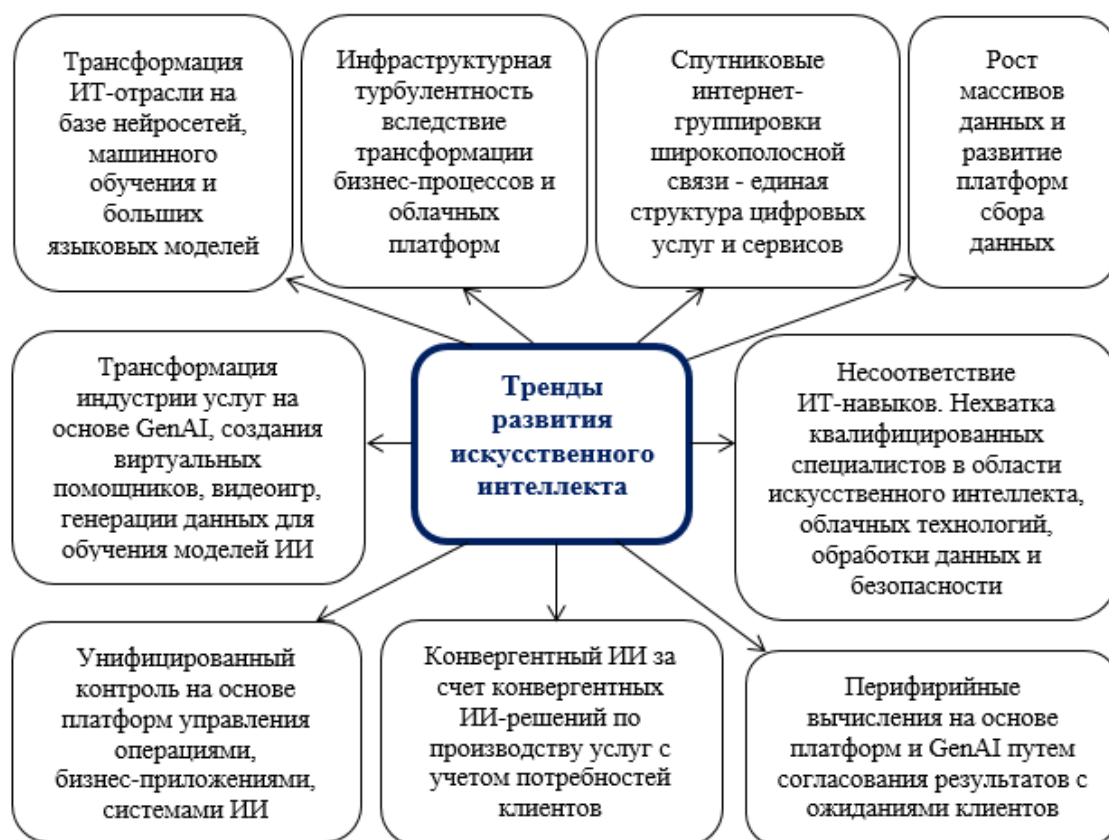 Трансформация
ИТ-отрасли на
базе нейросетей,
машинного
обучения и
больших
языковых моделей
Инфраструктурная
турбулентность
вследствие
трансформации
бизнес-процессов и
облачных
платформ
Спутниковые
интернет-
группировки
широкополосной
связи - единая
структура цифровых
услуг и сервисов
Рост
массивов
данных и
развитие
платформ
сбора
данных
Трансформация
индустрии услуг на
основе GenAI, создания
виртуальных
помощников, видеоигр,
генерации данных для
обучения моделей ИИ
Тренды
развития
искусственного
интеллекта
Несоответствие
ИТ-навыков. Нехватка
квалифицированных
специалистов в области
искусственного интеллекта,
облачных технологий,
обработки данных и
безопасности
Унифицированный
контроль на основе
платформ управления
операциями,
бизнес-приложениями,
системами ИИ
Конвергентный ИИ за
счет конвергентных
ИИ-решений по
производству услуг с
учетом потребностей
клиентов
Перифирийные
вычисления на основе
платформ и GenAI путем
согласования результатов с
ожиданиями клиентов